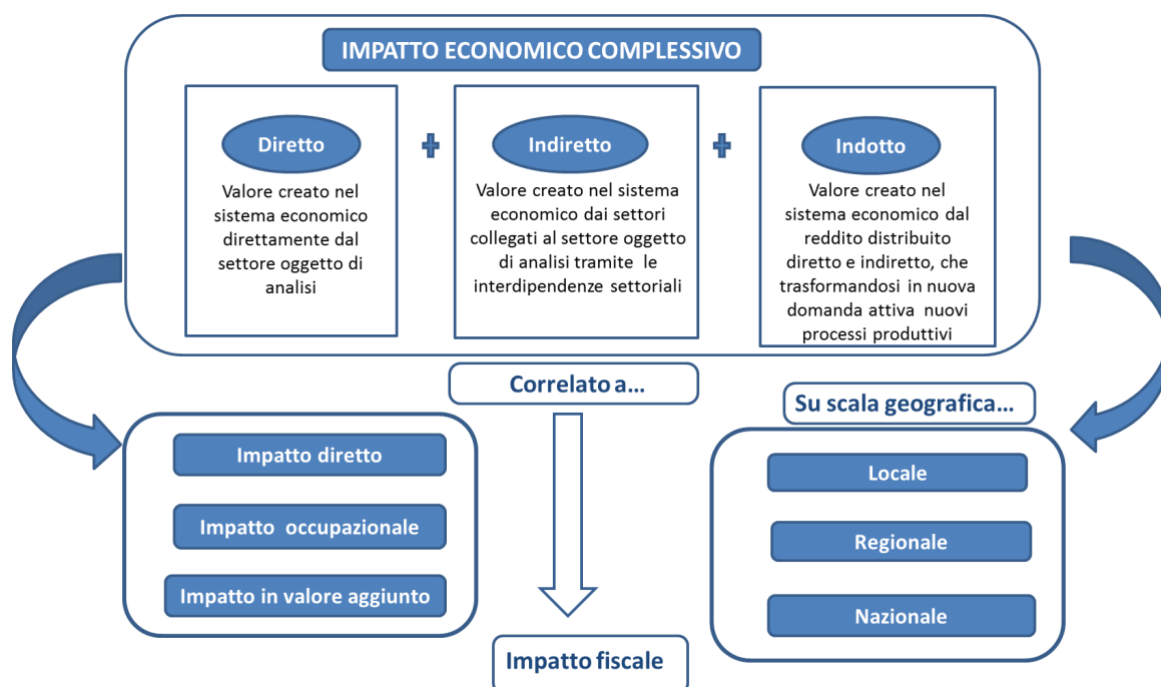 IMPATTO ECONOMICO COMPLESSIVO
Diretto
Valore creato nel
sistema economico
direttamente dal
settore oggetto di
analisi
Indiretto
Valore creato nel sistema
economico dai settori
collegati al settore oggetto
di analisi tramite le
interdipendenze settoriali
Indotto
Valore creato nel
sistema economico dal
reddito distribuito
diretto e indiretto, che
trasformandosi in nuova
domanda attiva nuovi
processi produttivi
Correlato a...
Su scala geografica...
Impatto diretto
Impatto occupazionale
Impatto in valore aggiunto
Locale
Regionale
Nazionale
Impatto fiscale